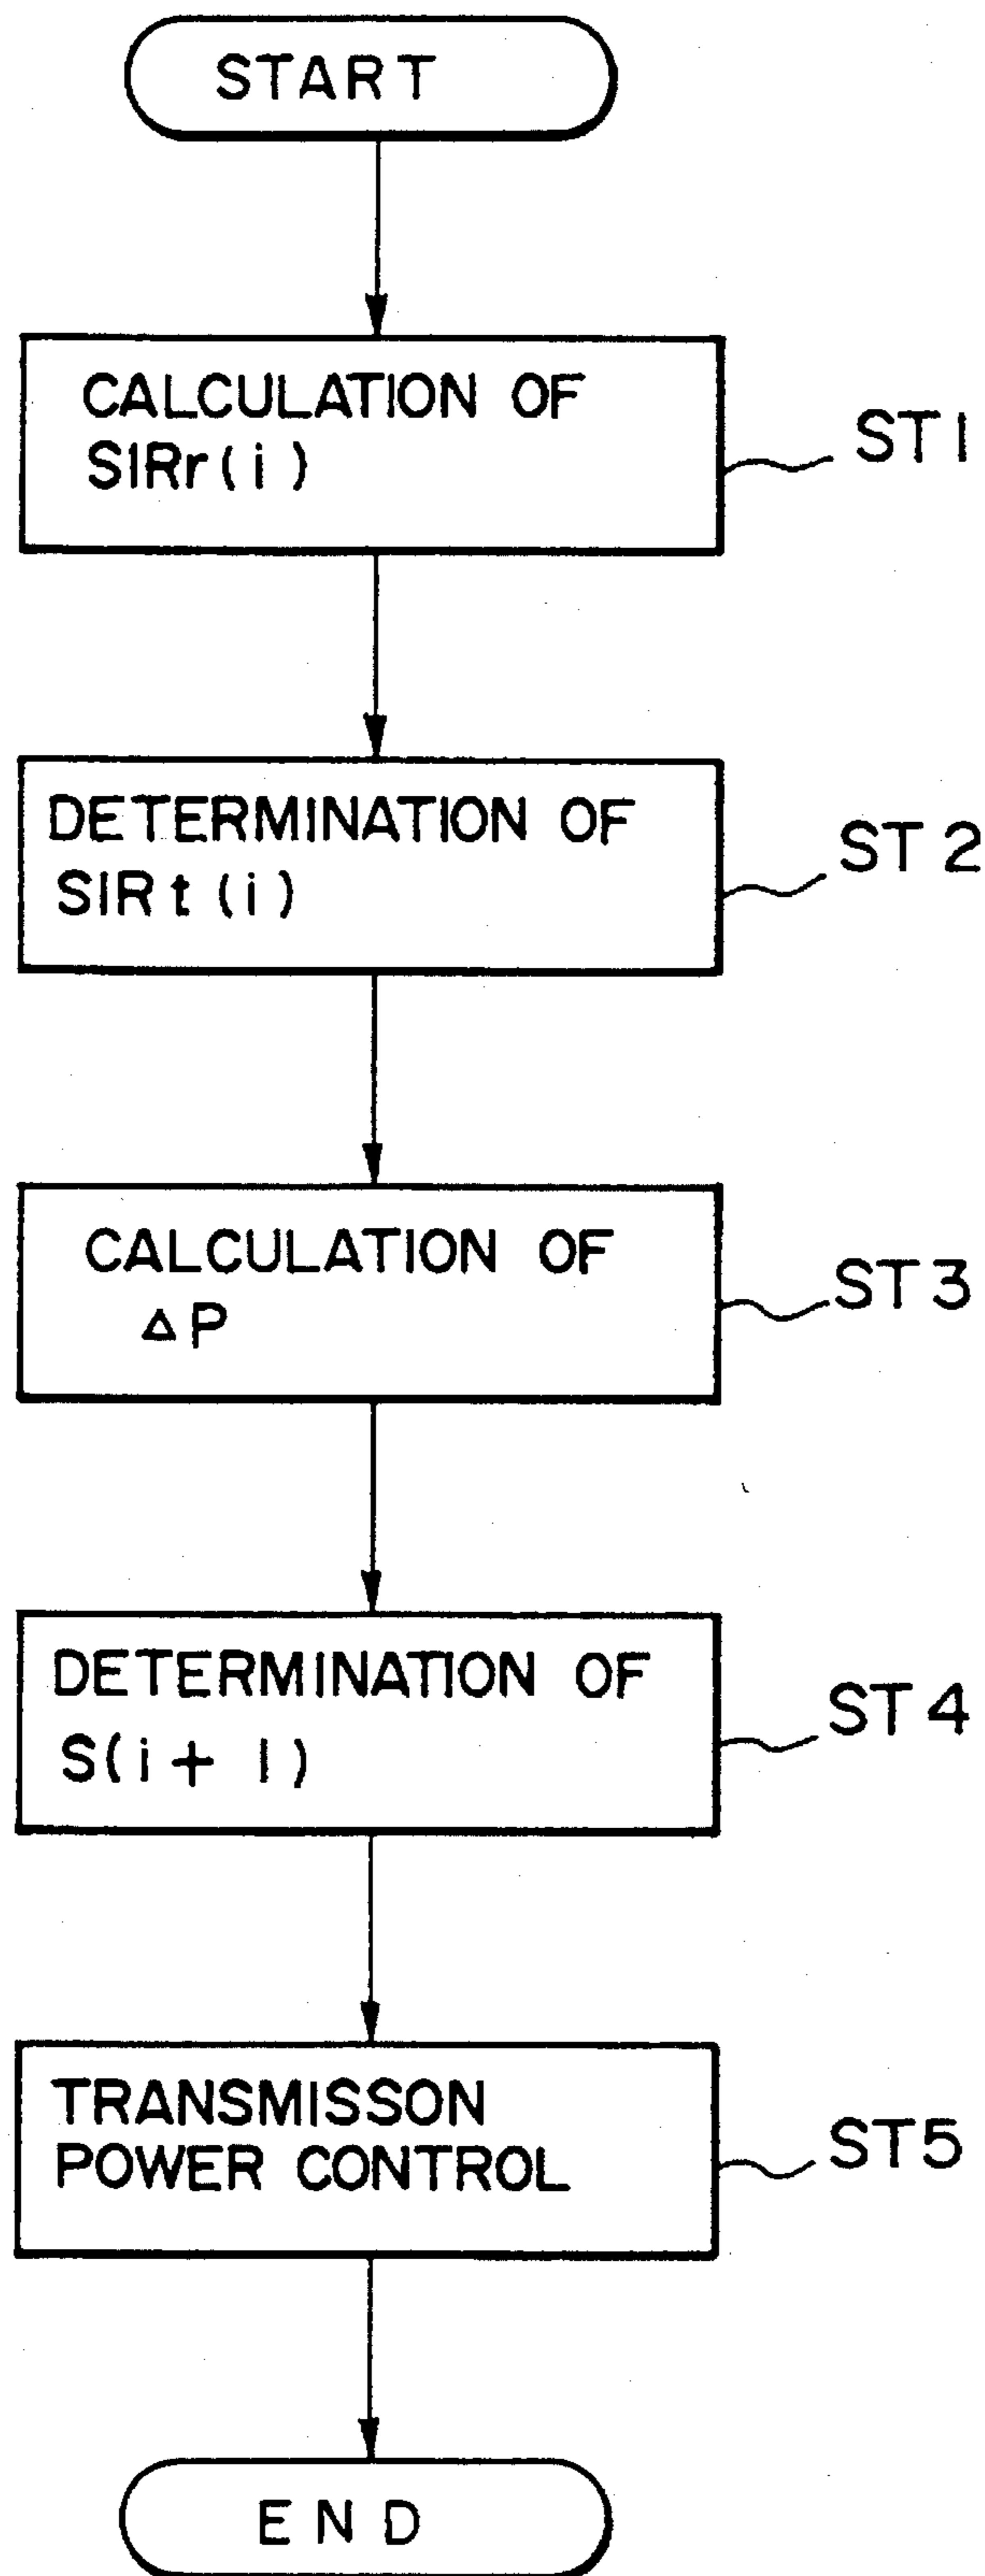 START
CALCULATION OF
SIRr(i)
ST1
DETERMINATION OF
SIRt(i)
ST2
CALCULATION OF
ΔP
ST3
DETERMINATION OF
S(i+1)
ST4
TRANSMISSON
POWER CONTROL
ST5
END